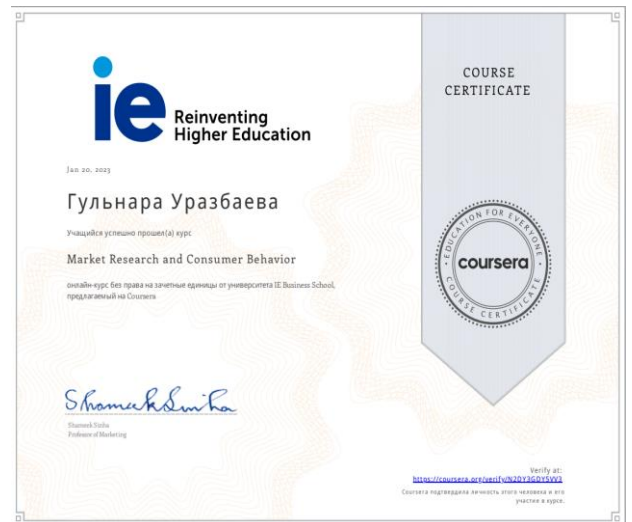 ie
Reinventing
Higher Education
COURSE
CERTIFICATE
Jan 20, 2023
Гульнара Уразбаева
Учащийся успешно прошел(а) курс
Market Research and Consumer Behavior
онлайн-курс без права на зачетные единицы от университета IE Business School,
предлагаемый на Coursera
EDUCATION FOR EVERYONE
coursera
COURSE CERTIFICATE
Shameek Sinha
Shameek Sinha
Professor of Marketing
Verify at:
https://coursera.org/verify/N2DY3GDY5VV3
Coursera подтвердила личность этого человека и его
участие в курсе.